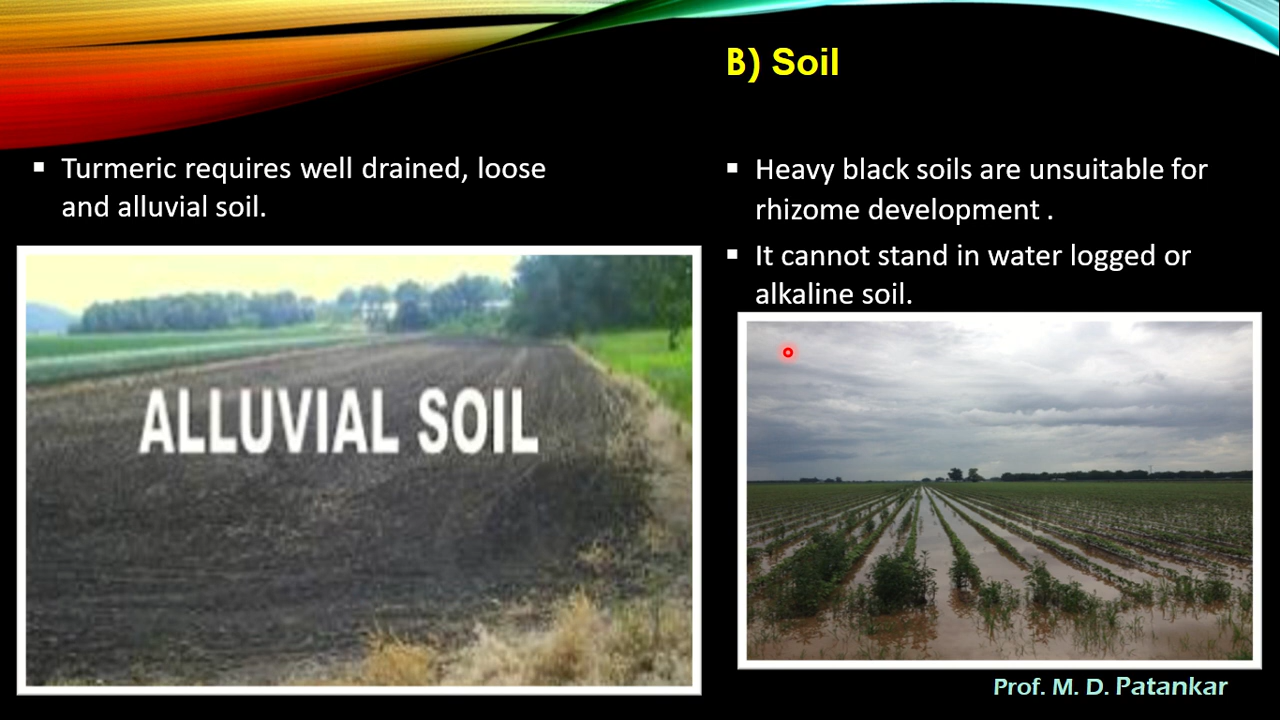 B) Soil
Turmeric requires well drained, loose
and alluvial soil.
ALLUVIAL SOIL
Heavy black soils are unsuitable for
rhizome development .
It cannot stand in water logged or
alkaline soil.
Prof. M. D. Patankar